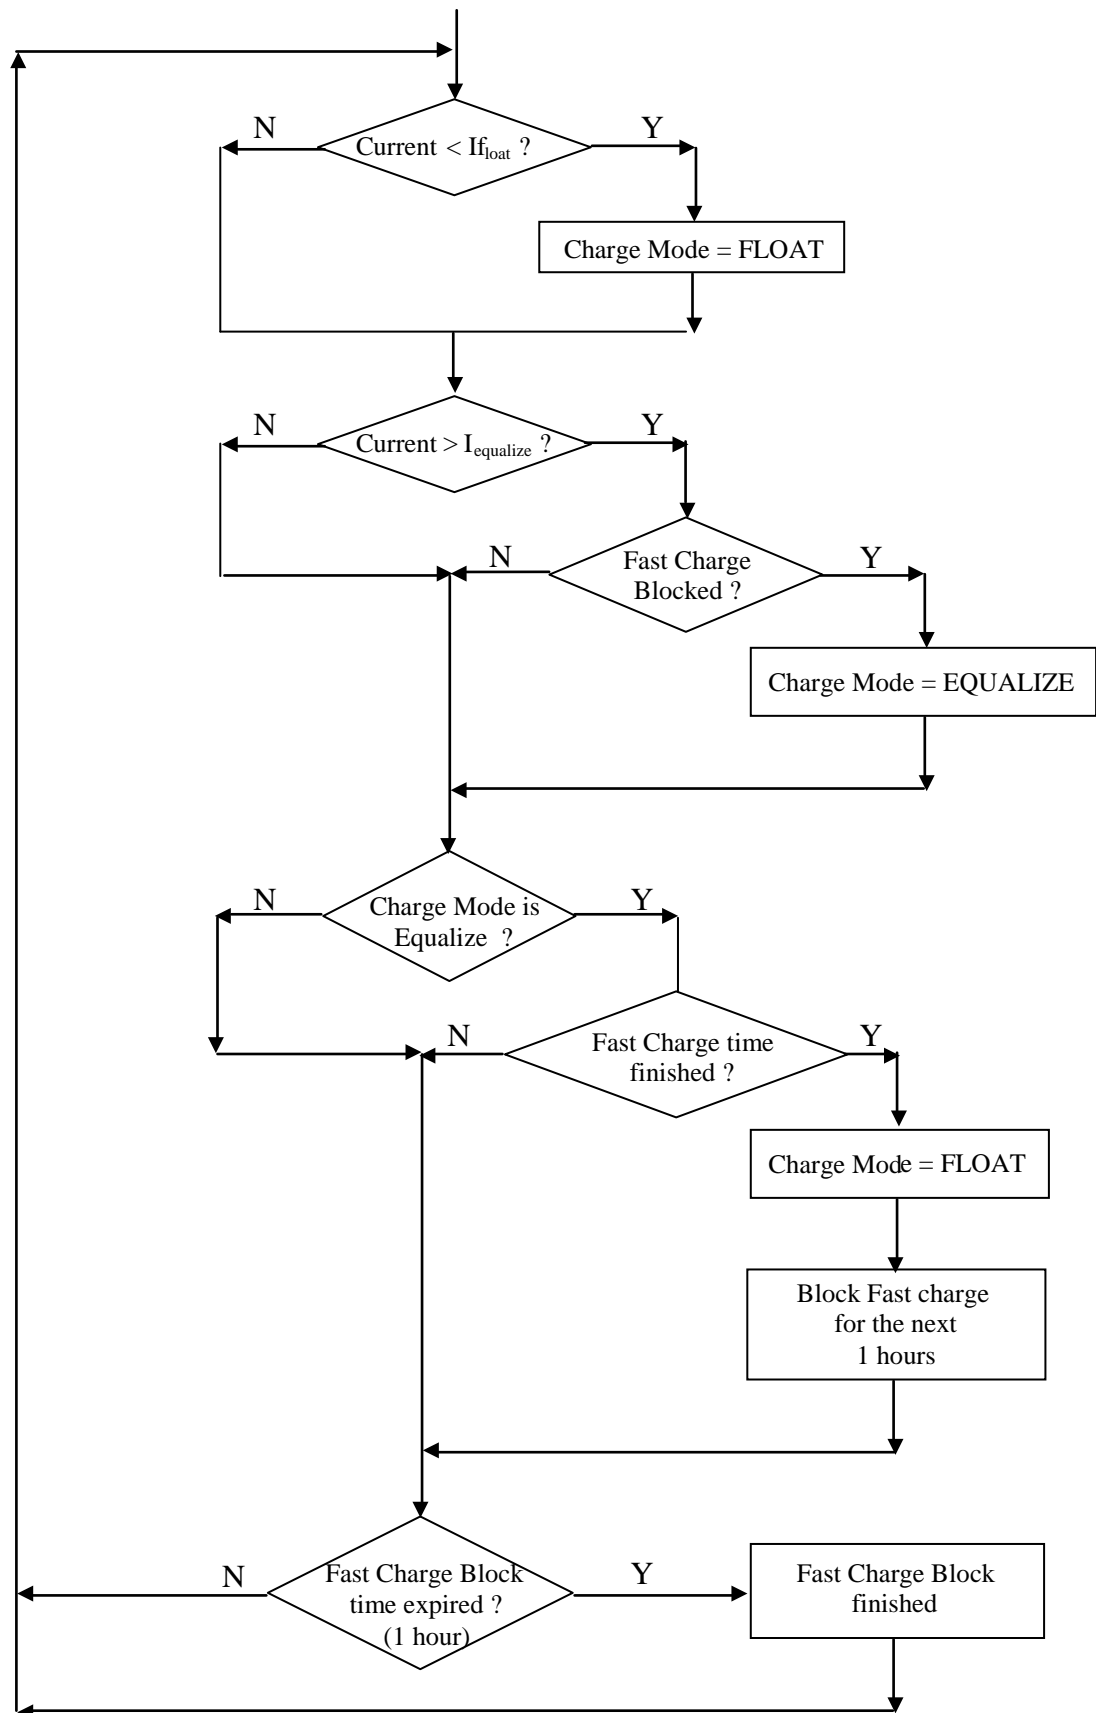 N
Y
Current < Ifloat ?
Charge Mode = FLOAT
N
Y
Current > Iequalize ?
N
Y
Fast Charge
Blocked ?
Charge Mode = EQUALIZE
N
Y
Charge Mode is
Equalize ?
N
Y
Fast Charge time
finished ?
Charge Mode = FLOAT
Block Fast charge
for the next
1 hours
N
Y
Fast Charge Block
time expired ?
(1 hour)
Fast Charge Block
finished